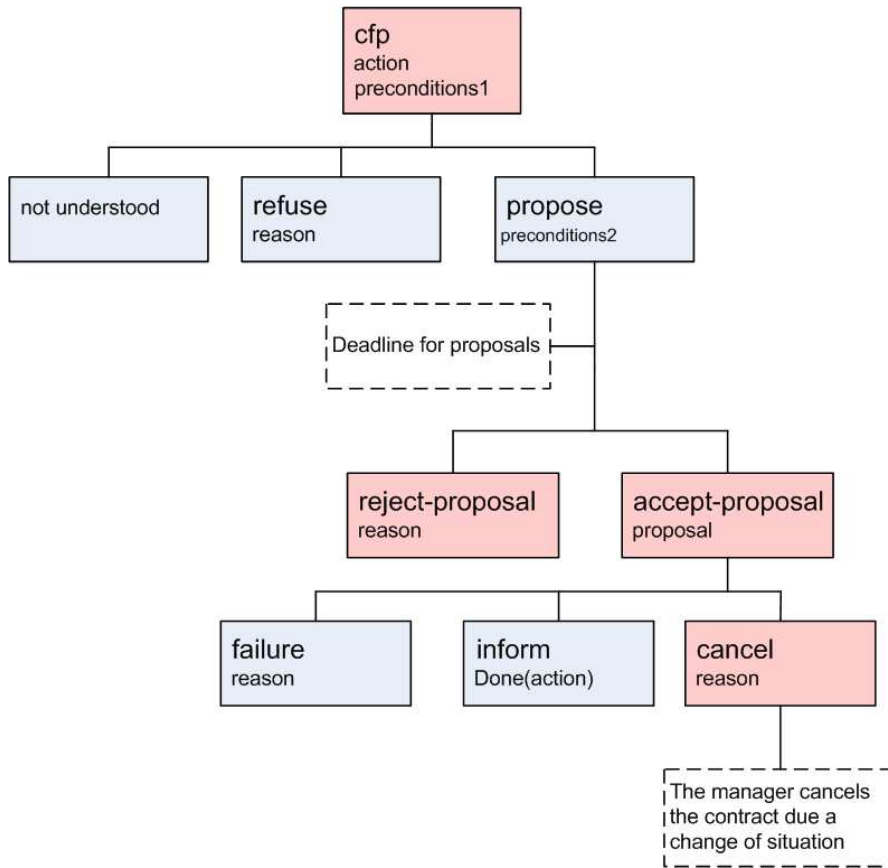 cfp
action
preconditions1
not understood
refuse
reason
propose
preconditions2
Deadline for proposals
reject-proposal
reason
accept-proposal
proposal
failure
reason
inform
Done(action)
cancel
reason
The manager cancels
the contract due a
change of situation